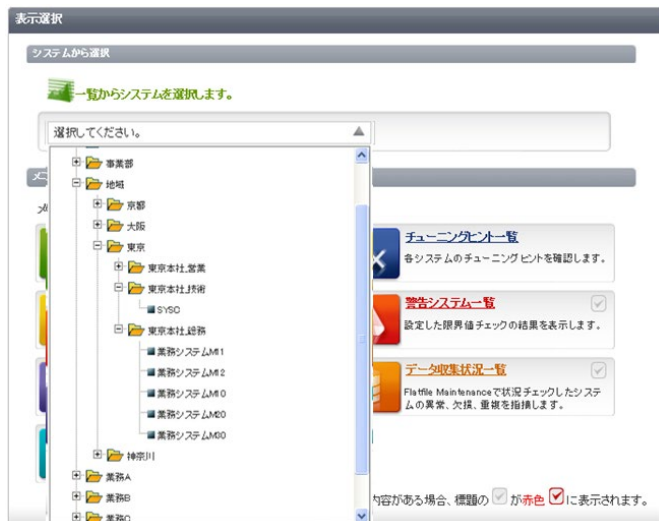 表示選択
システムから選択
一覧からシステムを選択します。
選択してください。
事業部
地域
京都
大阪
東京
東京本社_営業
東京本社_技術
SYSC
東京本社_総務
業務システムM11
業務システムM12
業務システムM10
業務システムM20
業務システムM30
神奈川
業務A
業務B
業務C
チューニングヒント一覧
各システムのチューニングヒントを確認します。
警告システム一覧
設定した限界値チェックの結果を表示します。
データ収集状況一覧
Flatfile Maintenanceで状況チェックしたシステ
ムの異常、欠損、重複を指摘します。
内容がある場合、標題の が赤色 に表示されます。